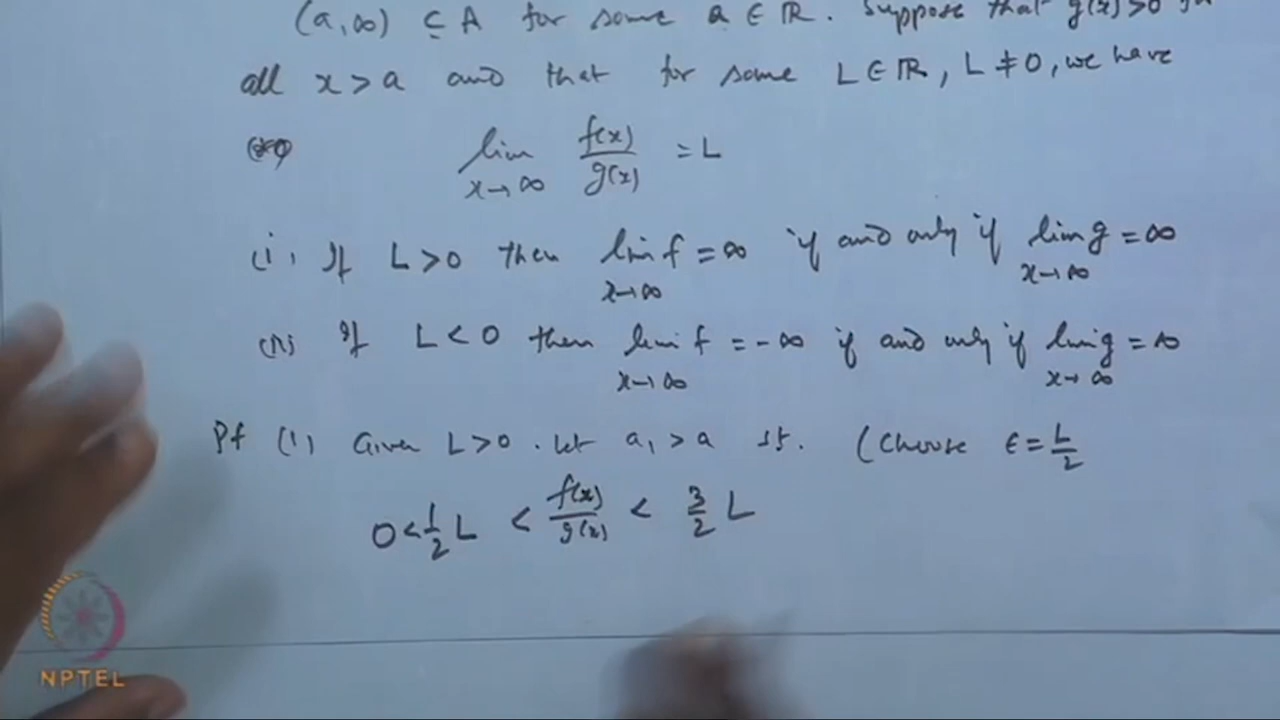 (a, ∞) ⊆ A for some a ∈ ℝ. Suppose that g(x) > 0 for
all x > a and that for some L ∈ ℝ, L ≠ 0, we have
lim x→∞ f(x)/g(x) = L
(i) If L > 0 then lim x→∞ f = ∞ if and only if lim x→∞ g = ∞
(ii) If L < 0 then lim x→∞ f = -∞ if and only if lim x→∞ g = ∞
Pf (i) Given L > 0. Let a₁ > a st. (Choose ε = L/2
0 < 1/2 L < f(x)/g(x) < 3/2 L
NPTEL